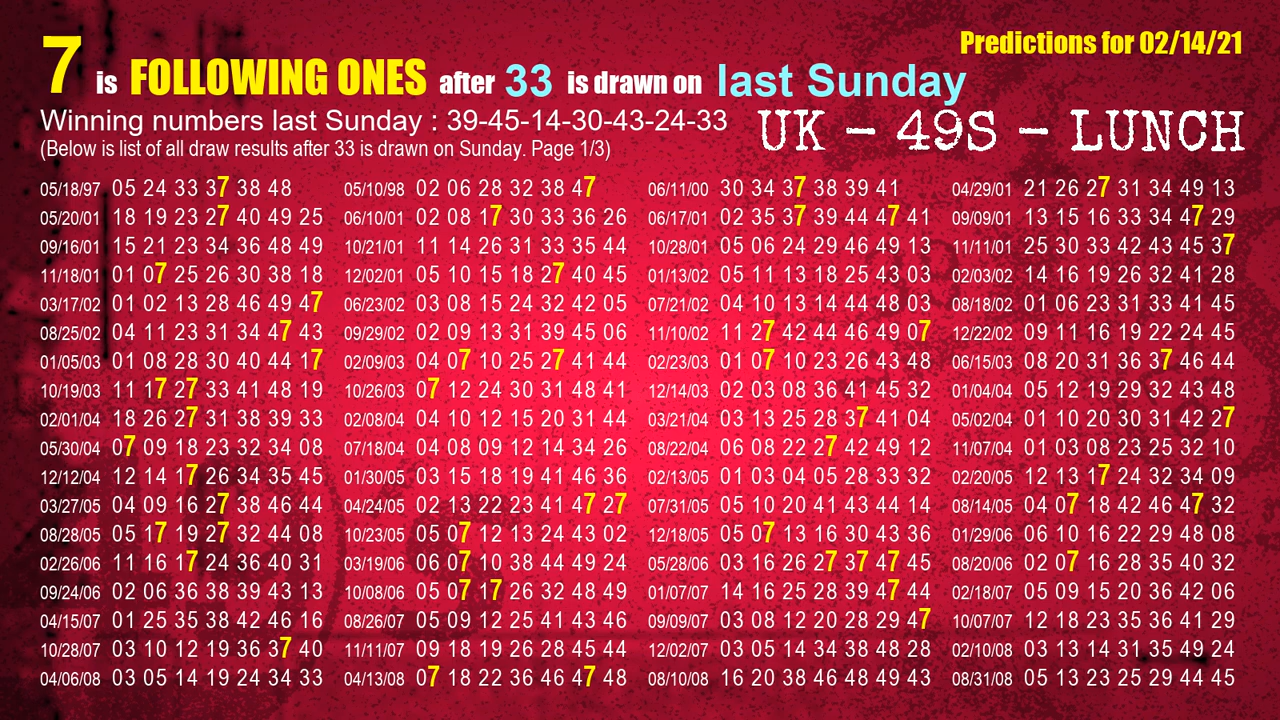 Predictions for 02/14/21
7 is FOLLOWING ONES after 33 is drawn on last Sunday
Winning numbers last Sunday : 39-45-14-30-43-24-33
UK - 49S - LUNCH
(Below is list of all draw results after 33 is drawn on Sunday. Page 1/3)
05/18/97 05 24 33 37 38 48 05/10/98 02 06 28 32 38 47 06/11/00 30 34 37 38 39 41 04/29/01 21 26 27 31 34 49 13
05/20/01 18 19 23 27 40 49 25 06/10/01 02 08 17 30 33 36 26 06/17/01 02 35 37 39 44 47 41 09/09/01 13 15 16 33 34 47 29
09/16/01 15 21 23 34 36 48 49 10/21/01 11 14 26 31 33 35 44 10/28/01 05 06 24 29 46 49 13 11/11/01 25 30 33 42 43 45 37
11/18/01 01 07 25 26 30 38 18 12/02/01 05 10 15 18 27 40 45 01/13/02 05 11 13 18 25 43 03 02/03/02 14 16 19 26 32 41 28
03/17/02 01 02 13 28 46 49 47 06/23/02 03 08 15 24 32 42 05 07/21/02 04 10 13 14 44 48 03 08/18/02 01 06 23 31 33 41 45
08/25/02 04 11 23 31 34 47 43 09/29/02 02 09 13 31 39 45 06 11/10/02 11 27 42 44 46 49 07 12/22/02 09 11 16 19 22 24 45
01/05/03 01 08 28 30 40 44 17 02/09/03 04 07 10 25 27 41 44 02/23/03 01 07 10 23 26 43 48 06/15/03 08 20 31 36 37 46 44
10/19/03 11 17 27 33 41 48 19 10/26/03 07 12 24 30 31 48 41 12/14/03 02 03 08 36 41 45 32 01/04/04 05 12 19 29 32 43 48
02/01/04 18 26 27 31 38 39 33 02/08/04 04 10 12 15 20 31 44 03/21/04 03 13 25 28 37 41 04 05/02/04 01 10 20 30 31 42 27
05/30/04 07 09 18 23 32 34 08 07/18/04 04 08 09 12 14 34 26 08/22/04 06 08 22 27 42 49 12 11/07/04 01 03 08 23 25 32 10
12/12/04 12 14 17 26 34 35 45 01/30/05 03 15 18 19 41 46 36 02/13/05 01 03 04 05 28 33 32 02/20/05 12 13 17 24 32 34 09
03/27/05 04 09 16 27 38 46 44 04/24/05 02 13 22 23 41 47 27 07/31/05 05 10 20 41 43 44 14 08/14/05 04 07 18 42 46 47 32
08/28/05 05 17 19 27 32 44 08 10/23/05 05 07 12 13 24 43 02 12/18/05 05 07 13 16 30 43 36 01/29/06 06 10 16 22 29 48 08
02/26/06 11 16 17 24 36 40 31 03/19/06 06 07 10 38 44 49 24 05/28/06 03 16 26 27 37 47 45 08/20/06 02 07 16 28 35 38 46
09/24/06 02 06 36 38 39 43 13 10/08/06 05 07 17 26 32 48 49 01/07/07 14 16 25 28 39 47 44 02/18/07 05 09 15 20 36 42 06
04/15/07 01 25 35 38 42 46 16 08/26/07 05 09 12 25 41 43 46 09/09/07 03 08 12 20 28 29 47 10/07/07 12 18 23 35 36 41 29
10/28/07 03 10 12 19 36 37 40 11/11/07 09 18 19 26 28 45 44 12/02/07 03 05 14 34 38 48 28 02/10/08 03 13 14 31 35 49 24
04/06/08 03 05 14 19 24 34 33 04/13/08 07 18 22 36 46 47 48 08/10/08 16 20 38 46 48 49 43 08/31/08 05 13 23 25 29 44 45